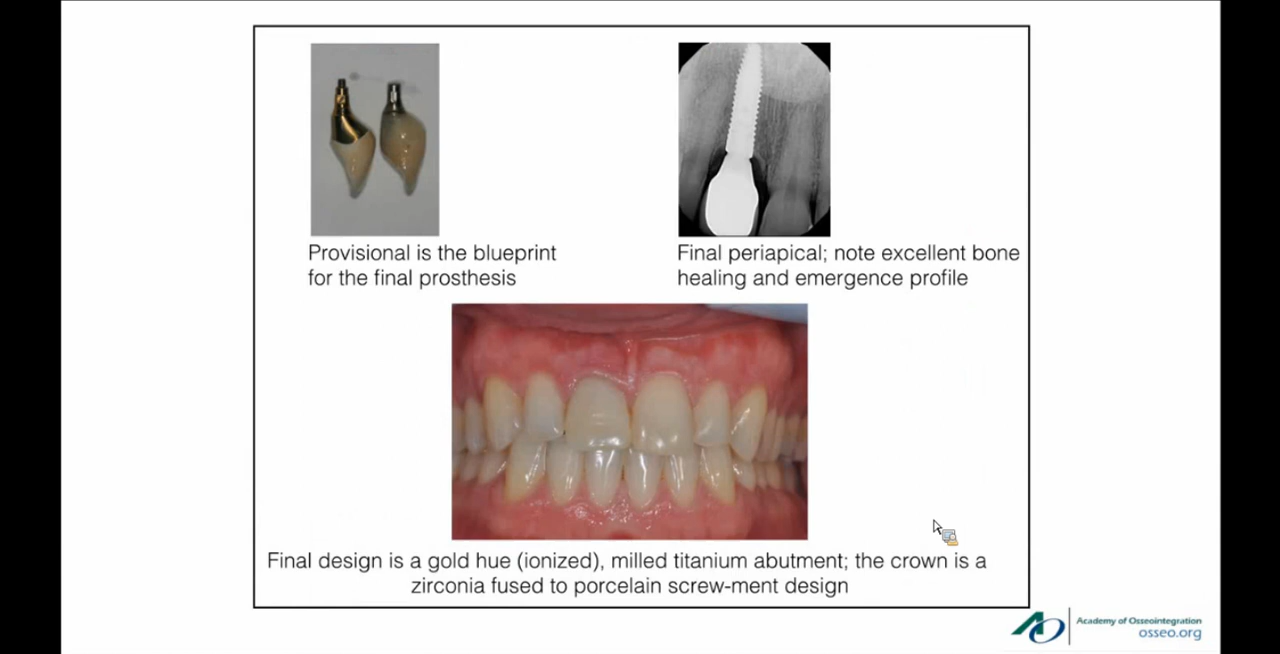 Provisional is the blueprint
for the final prosthesis
Final periapical; note excellent bone
healing and emergence profile
Final design is a gold hue (ionized), milled titanium abutment; the crown is a
zirconia fused to porcelain screw-ment design
Academy of Osseointegration
osseo.org